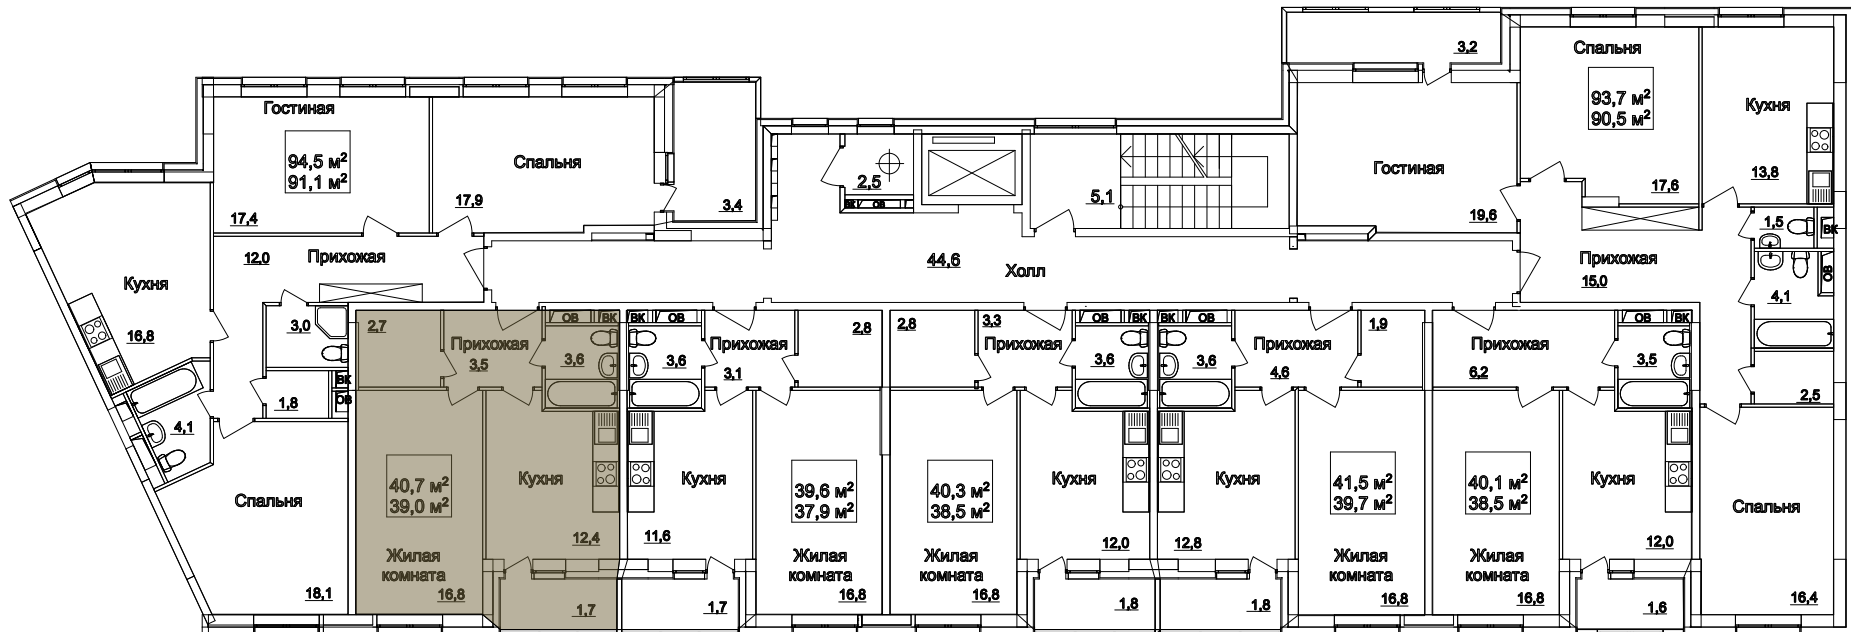 3,2
Спальня
93,7 м²
90,5 м²
17,6
Кухня
13,8
Гостиная
94,5 м²
91,1 м²
17,4
Спальня
17,9
3,4
2,5
ВК
ОВ
5,1
Гостиная
19,6
1,5
ВК
12,0
Прихожая
44,6
Холл
Прихожая
15,0
4,1
ОВ
Кухня
16,8
3,0
ВК
ОВ
1,8
4,1
Спальня
18,1
2,7
Прихожая
3,5
ОВ
ВК
3,6
40,7 м²
39,0 м²
Кухня
12,4
Жилая
комната
16,8
1,7
ВК
ОВ
3,6
Прихожая
3,1
2,8
Кухня
11,6
39,6 м²
37,9 м²
Жилая
комната
16,8
1,7
2,8
3,3
Прихожая
ОВ
ВК
3,6
40,3 м²
38,5 м²
Кухня
12,0
Жилая
комната
16,8
1,8
ВК
ОВ
3,6
Прихожая
4,6
1,9
Кухня
12,8
41,5 м²
39,7 м²
Жилая
комната
16,8
1,8
Прихожая
6,2
ОВ
ВК
3,5
40,1 м²
38,5 м²
Кухня
12,0
Жилая
комната
16,8
1,6
2,5
Спальня
16,4